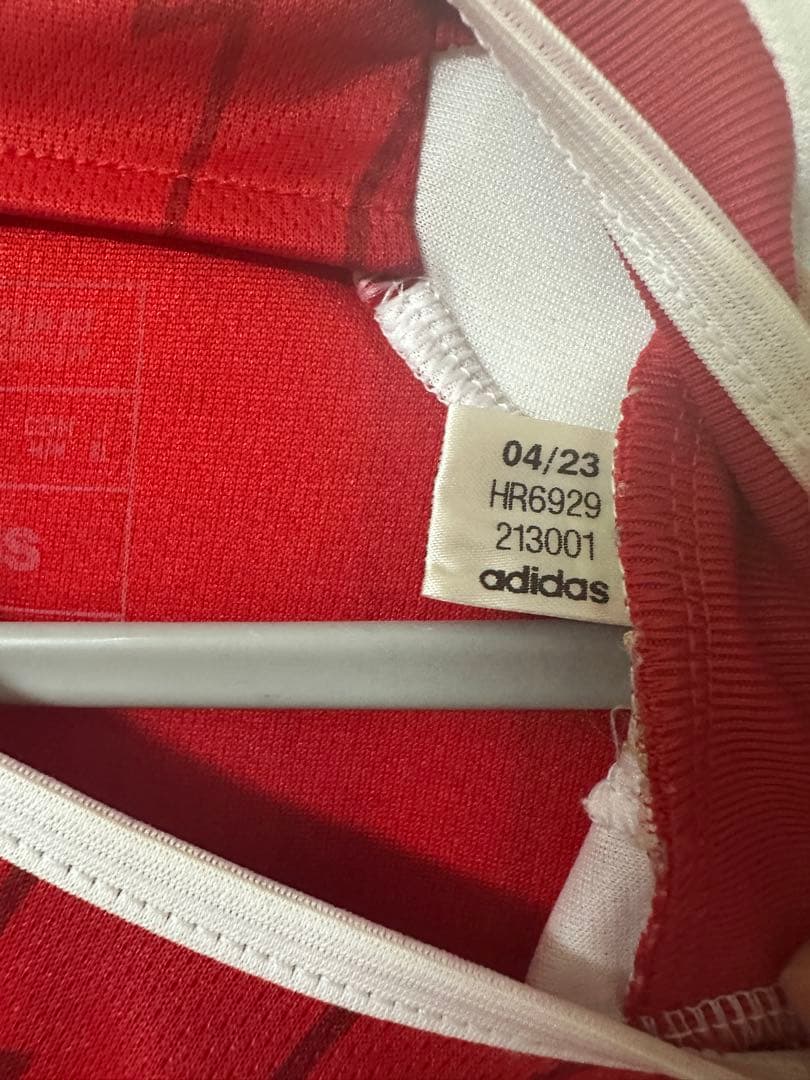 04/23
HR6929
213001
adidas
S